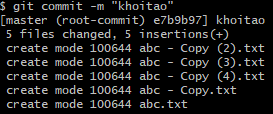 $ git commit -m "khoitao"
[master (root-commit) e7b9b97] khoitao
 5 files changed, 5 insertions(+)
 create mode 100644 abc - Copy (2).txt
 create mode 100644 abc - Copy (3).txt
 create mode 100644 abc - Copy (4).txt
 create mode 100644 abc - Copy.txt
 create mode 100644 abc.txt